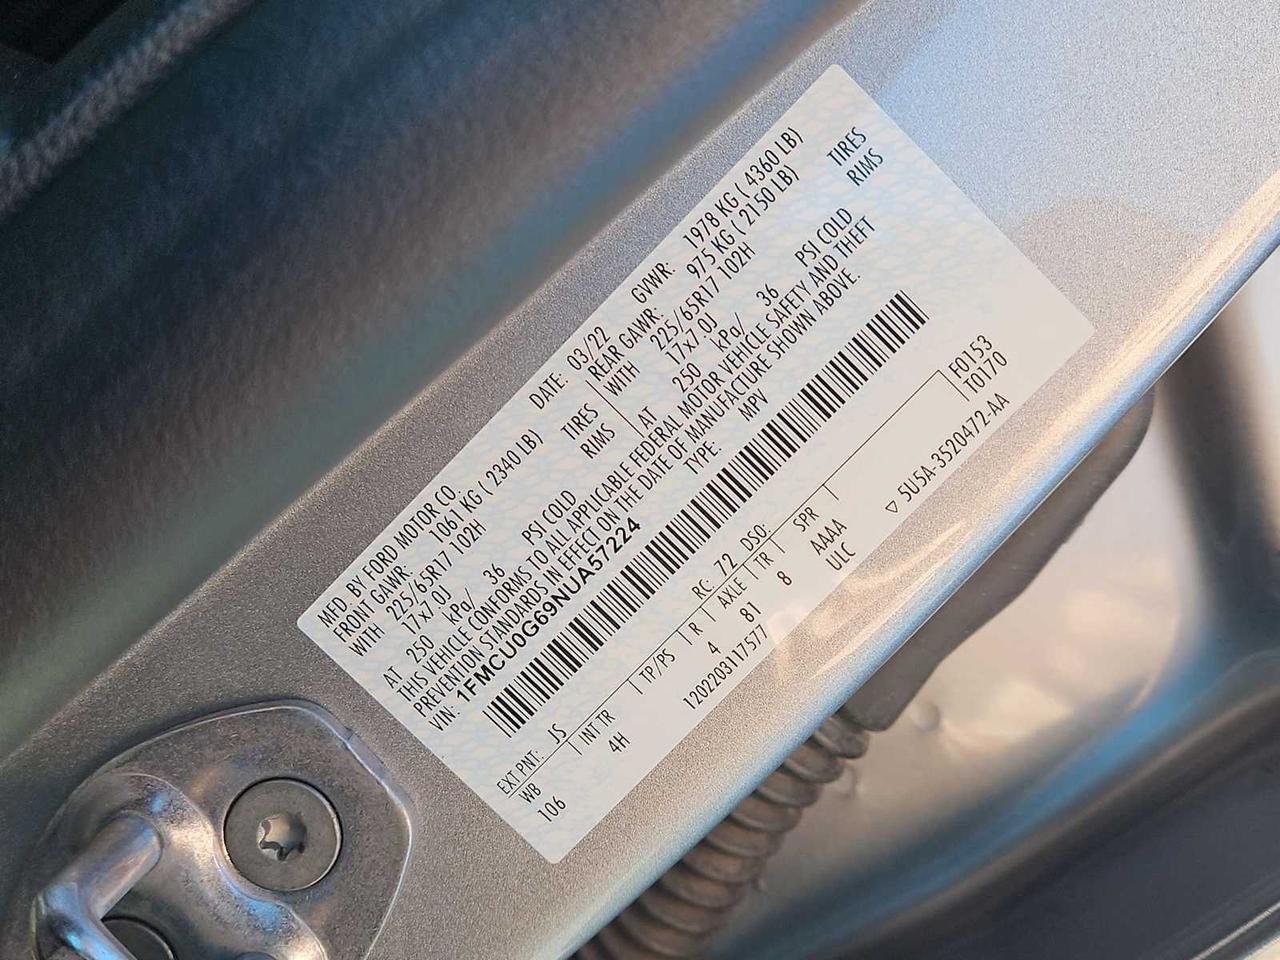 MFD. BY FORD MOTOR CO.
DATE: 03/22 GVWR: 1978 KG ( 4360 LB)
FRONT GAWR: 1061 KG ( 2340 LB) REAR GAWR: 975 KG ( 2150 LB)
WITH 225/65R17 102H TIRES WITH 225/65R17 102H TIRES
17x7.0J RIMS 17x7.0J RIMS
AT 250 kPa/ 36 PSI COLD AT 250 kPa/ 36 PSI COLD
THIS VEHICLE CONFORMS TO ALL APPLICABLE FEDERAL MOTOR VEHICLE SAFETY AND THEFT
PREVENTION STANDARDS IN EFFECT ON THE DATE OF MANUFACTURE SHOWN ABOVE.
VIN: 1FMCU0G69NUA57224 TYPE: MPV
EXT PNT: JS RC: 72 DSO: F0153
WB INT TR TP/PS R AXLE TR SPR T0170
106 4H 4 81 8 AAAA
5U5A-3520472-AA
1202203117577 ULC